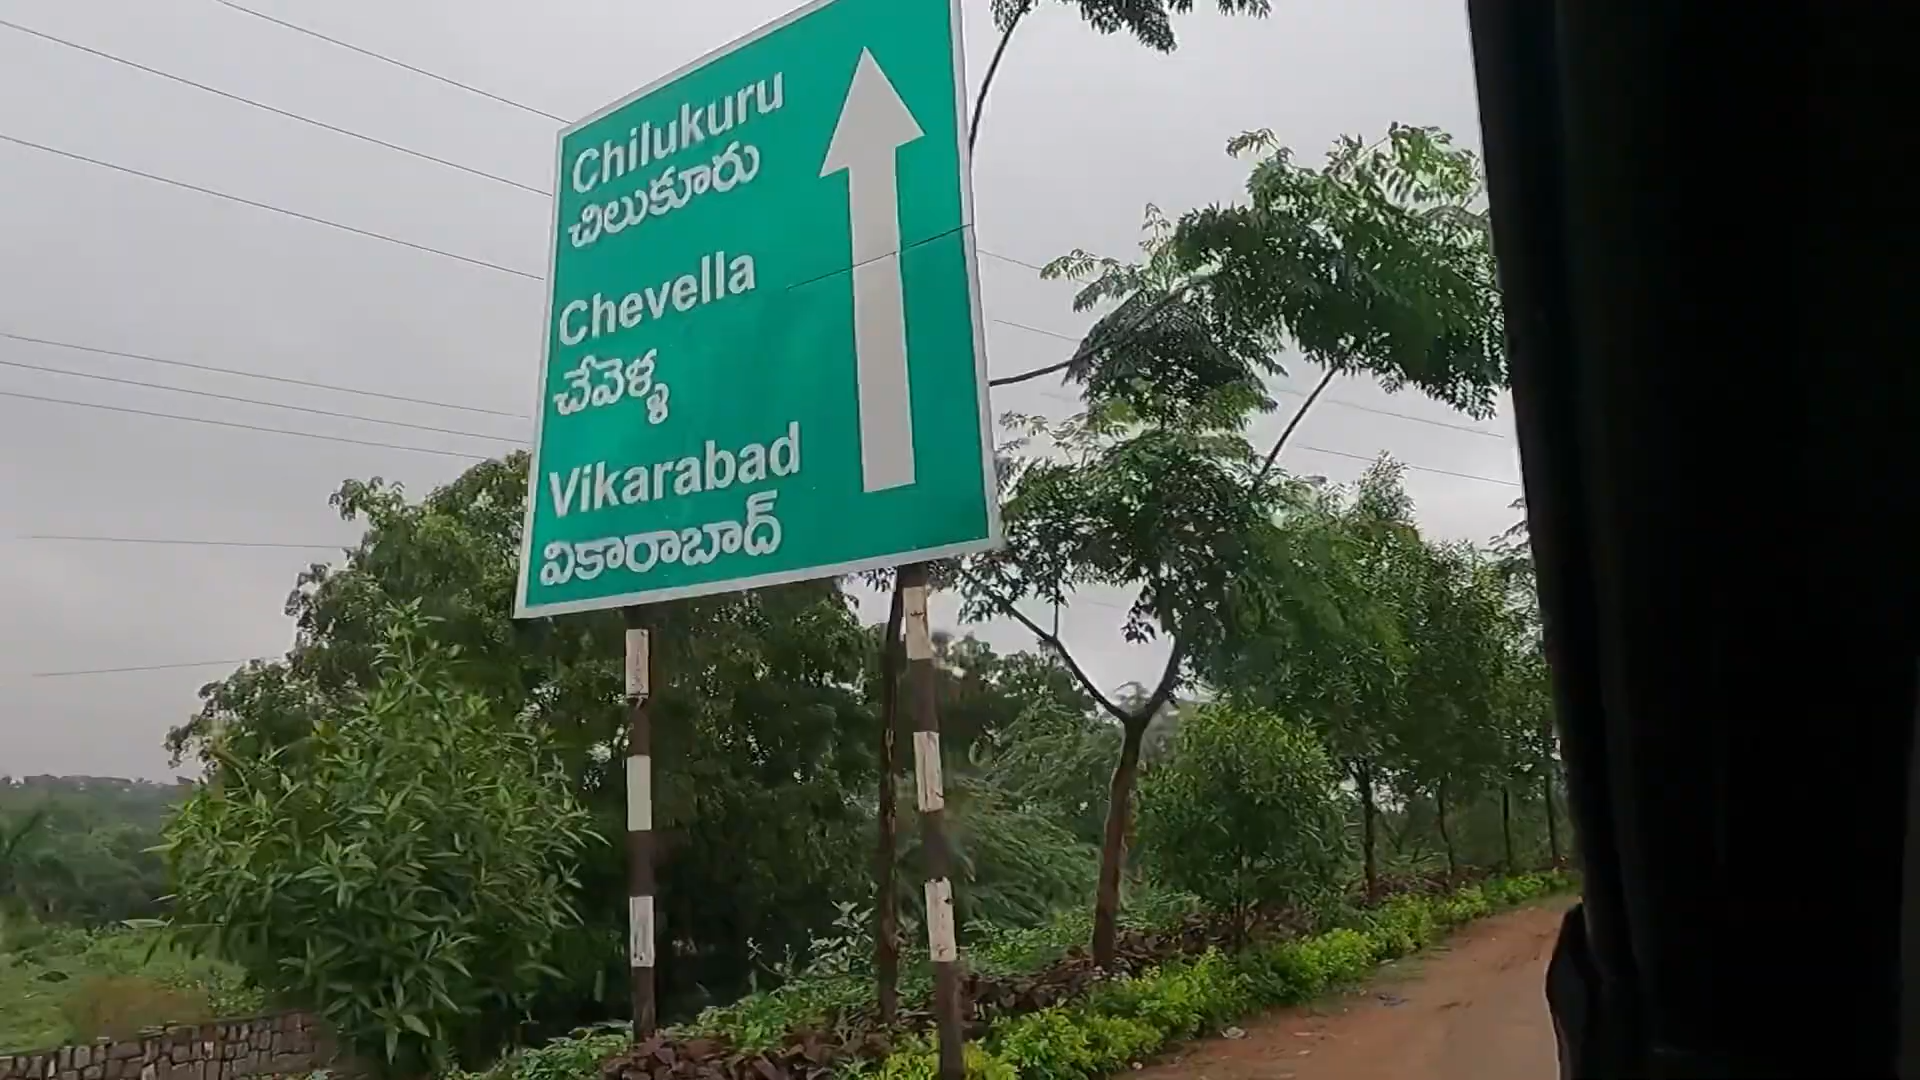 Chilukuru
చిలుకూరు
Chevella
చేవెళ్ళ
Vikarabad
వికారాబాద్